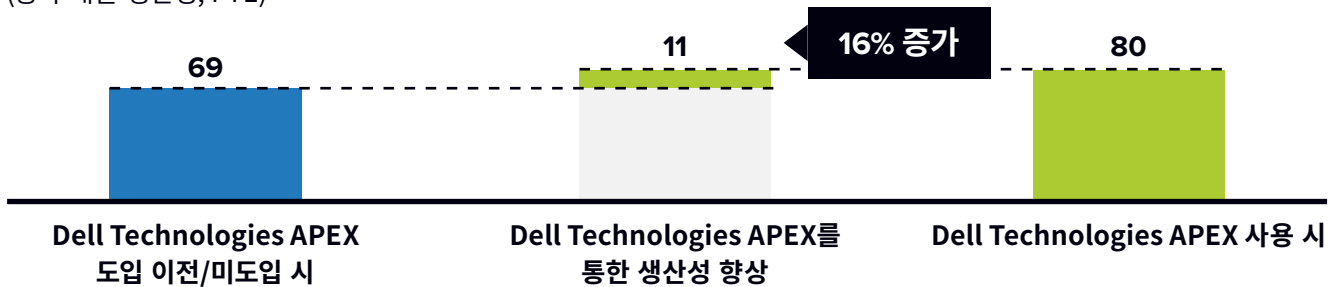 69
11
16% 증가
80
Dell Technologies APEX
도입 이전/미도입 시
Dell Technologies APEX를
통한 생산성 향상
Dell Technologies APEX 사용 시